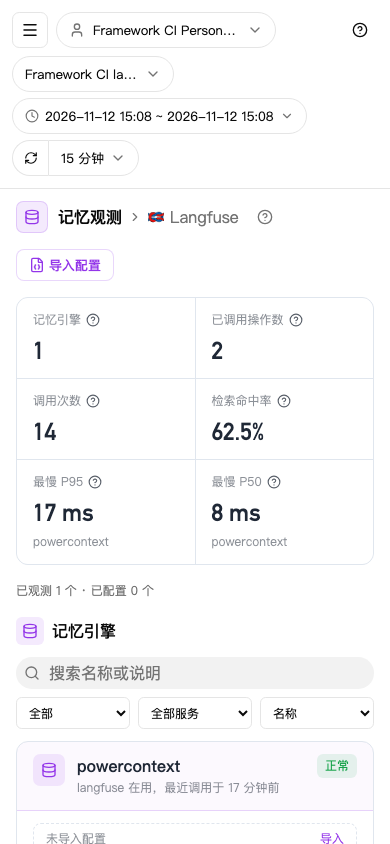 Framework CI Person...
Framework CI la...
2026-11-12 15:08 ~ 2026-11-12 15:08
15 分钟
记忆观测 > Langfuse
导入配置
记忆引擎
已调用操作数
1
2
调用次数
检索命中率
14
62.5%
最慢 P95
最慢 P50
17 ms
8 ms
powercontext
powercontext
已观测 1 个 · 已配置 0 个
记忆引擎
搜索名称或说明
全部
全部服务
名称
powercontext
正常
langfuse 在用，最近调用于 17 分钟前
未导入配置
导入